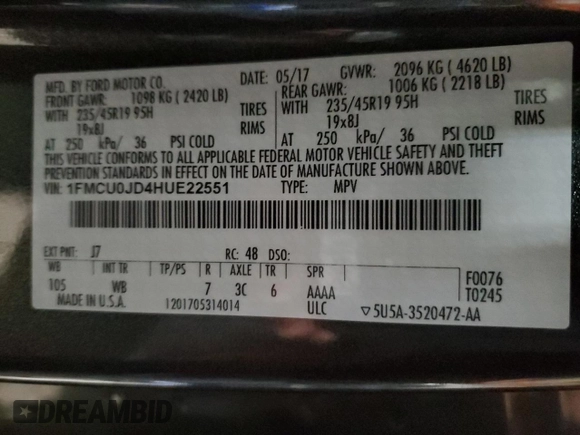 MFD. BY FORD MOTOR CO.
DATE: 05/17 GVWR: 2096 KG ( 4620 LB)
FRONT GAWR: 1098 KG ( 2420 LB)
REAR GAWR: 1006 KG ( 2218 LB)
WITH 235/45R19 95H TIRES
WITH 235/45R19 95H TIRES
19x8J RIMS
19x8J RIMS
AT 250 kPa/ 36 PSI COLD
AT 250 kPa/ 36 PSI COLD
THIS VEHICLE CONFORMS TO ALL APPLICABLE FEDERAL MOTOR VEHICLE SAFETY AND THEFT
PREVENTION STANDARDS IN EFFECT ON THE DATE OF MANUFACTURE SHOWN ABOVE.
VIN: 1FMCU0JD4HUE22551 TYPE: MPV
EXT PNT: J7 RC: 48 DSO:
WB INT TR TP/PS R AXLE TR SPR
105 WB 7 3C 6 AAAA
F0076
T0245
MADE IN U.S.A. 1201705314014 ULC ▽5U5A-3520472-AA
DREAMBID